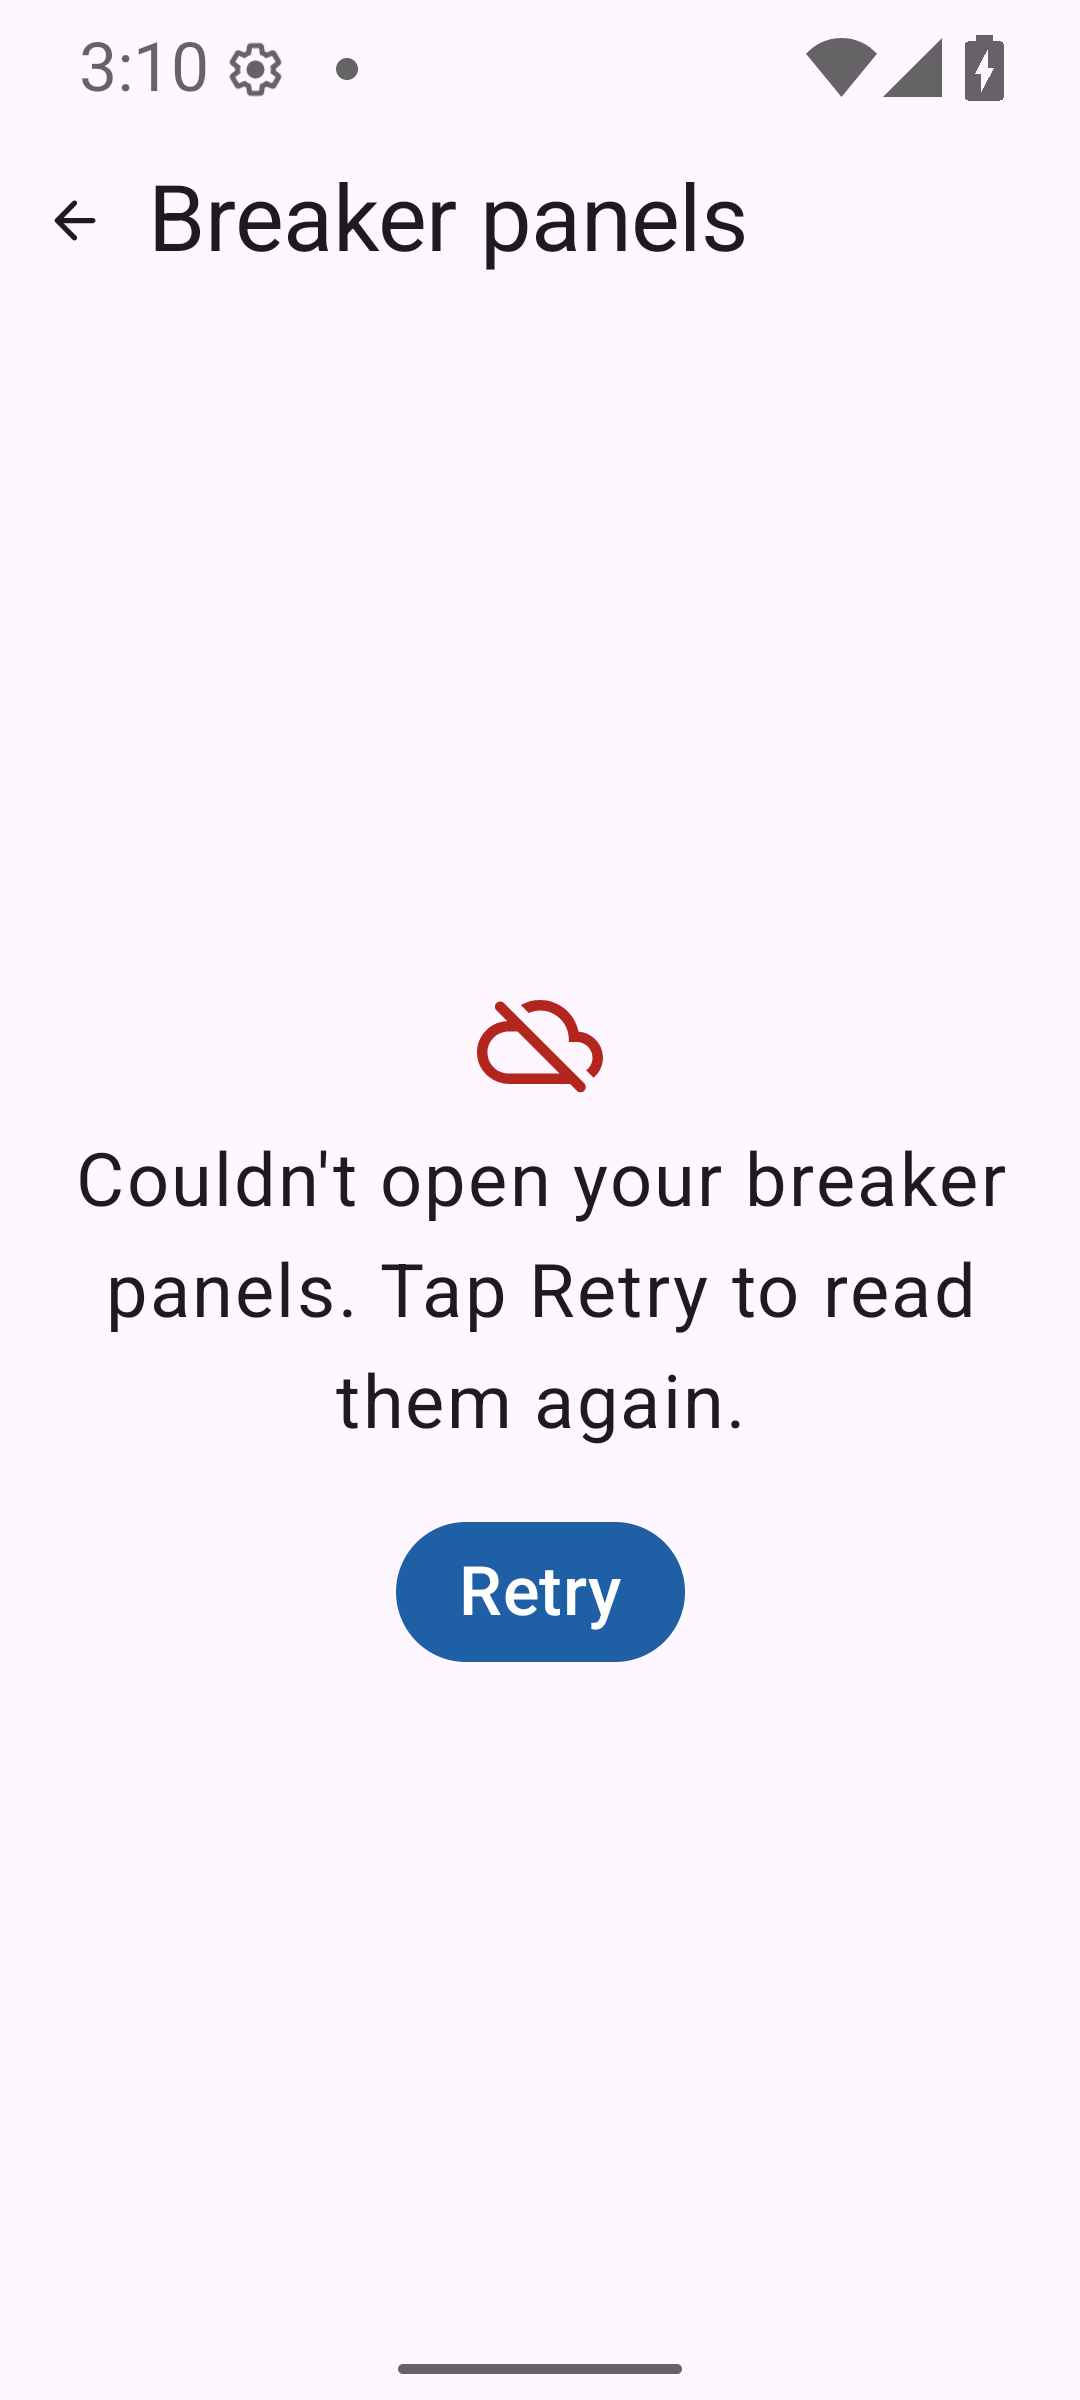 3:10
Breaker panels
Couldn't open your breaker
panels. Tap Retry to read
them again.
Retry